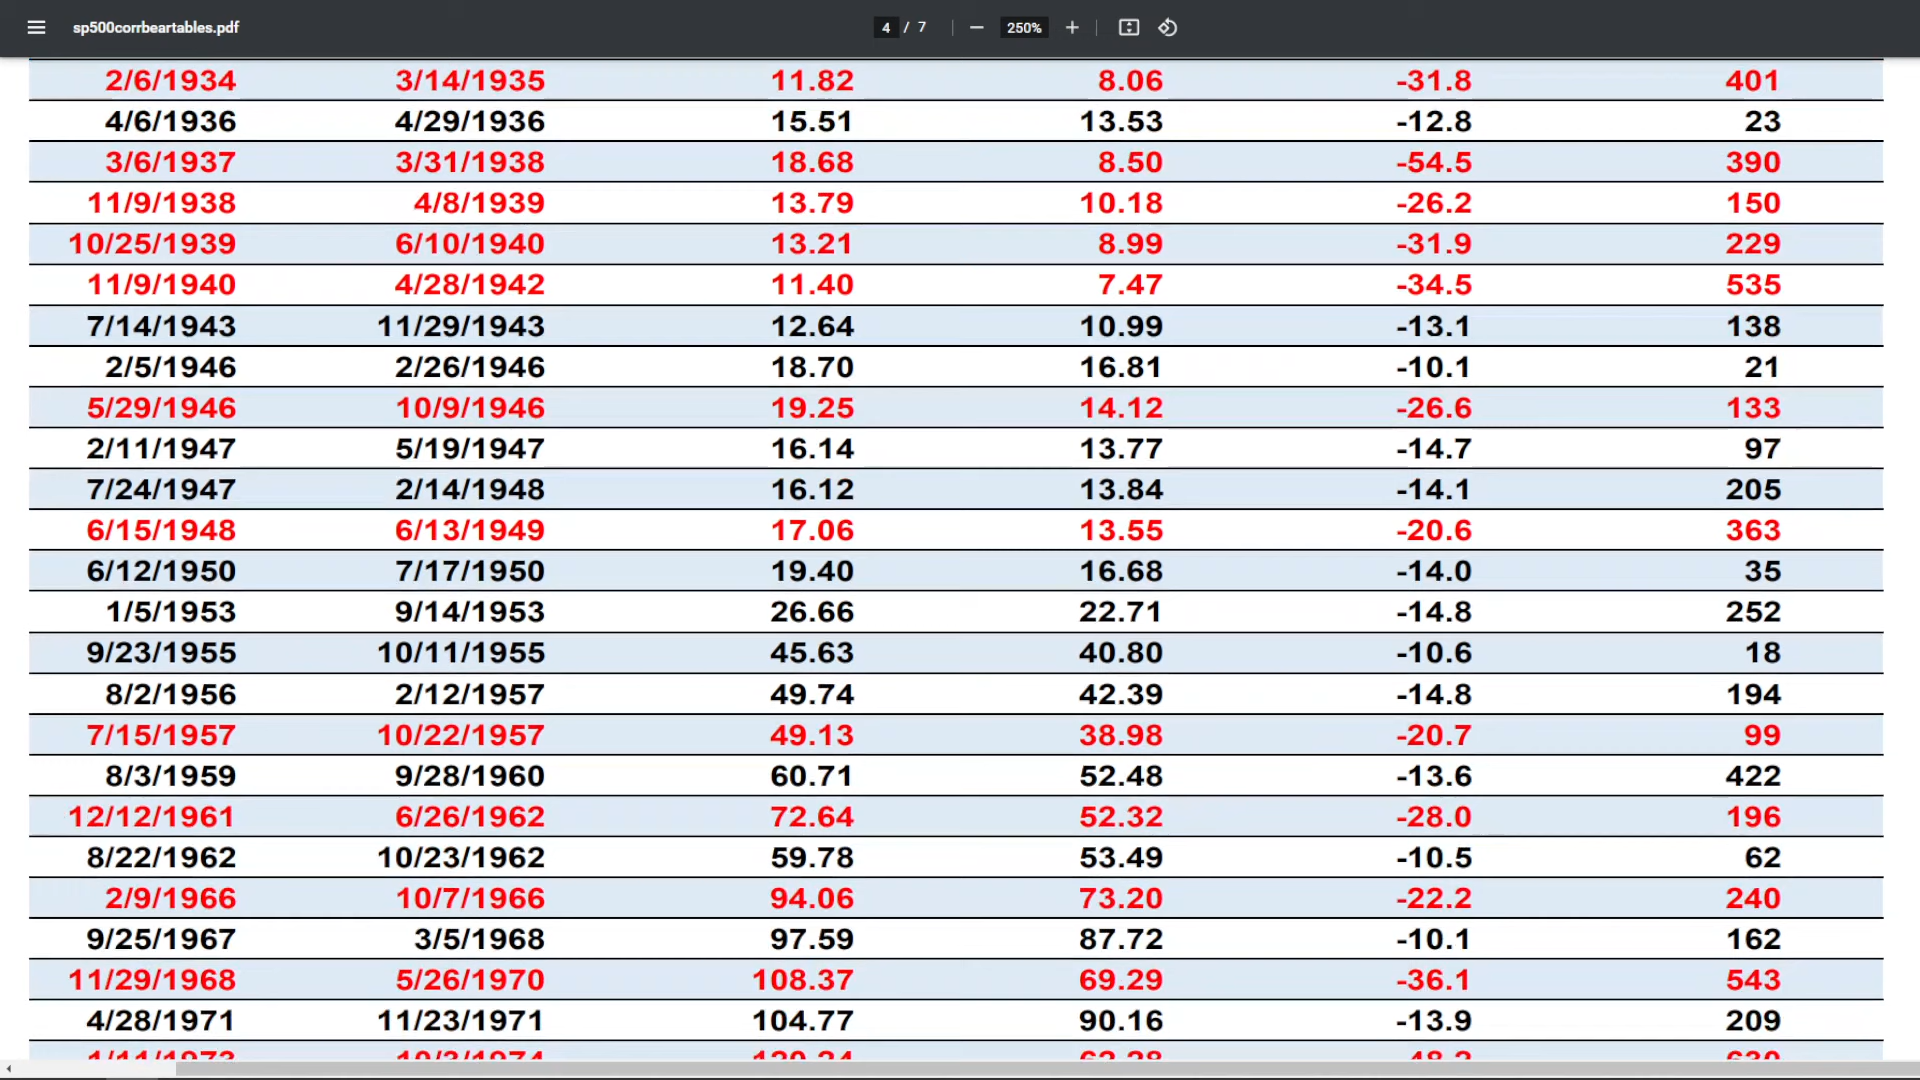 sp500corrbeartables.pdf 4 / 7 250%
2/6/1934 3/14/1935 11.82 8.06 -31.8 401
4/6/1936 4/29/1936 15.51 13.53 -12.8 23
3/6/1937 3/31/1938 18.68 8.50 -54.5 390
11/9/1938 4/8/1939 13.79 10.18 -26.2 150
10/25/1939 6/10/1940 13.21 8.99 -31.9 229
11/9/1940 4/28/1942 11.40 7.47 -34.5 535
7/14/1943 11/29/1943 12.64 10.99 -13.1 138
2/5/1946 2/26/1946 18.70 16.81 -10.1 21
5/29/1946 10/9/1946 19.25 14.12 -26.6 133
2/11/1947 5/19/1947 16.14 13.77 -14.7 97
7/24/1947 2/14/1948 16.12 13.84 -14.1 205
6/15/1948 6/13/1949 17.06 13.55 -20.6 363
6/12/1950 7/17/1950 19.40 16.68 -14.0 35
1/5/1953 9/14/1953 26.66 22.71 -14.8 252
9/23/1955 10/11/1955 45.63 40.80 -10.6 18
8/2/1956 2/12/1957 49.74 42.39 -14.8 194
7/15/1957 10/22/1957 49.13 38.98 -20.7 99
8/3/1959 9/28/1960 60.71 52.48 -13.6 422
12/12/1961 6/26/1962 72.64 52.32 -28.0 196
8/22/1962 10/23/1962 59.78 53.49 -10.5 62
2/9/1966 10/7/1966 94.06 73.20 -22.2 240
9/25/1967 3/5/1968 97.59 87.72 -10.1 162
11/29/1968 5/26/1970 108.37 69.29 -36.1 543
4/28/1971 11/23/1971 104.77 90.16 -13.9 209